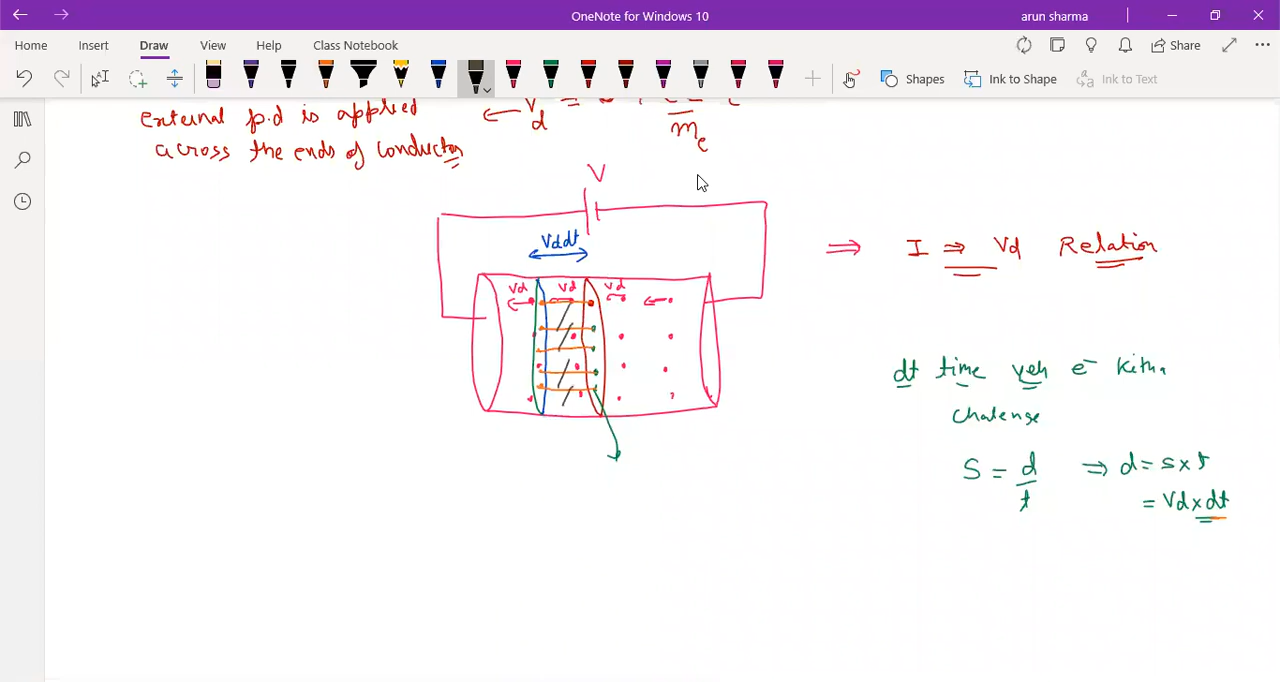 OneNote for Windows 10
arun sharma
Home Insert Draw View Help Class Notebook
Share
Shapes
Ink to Shape
Ink to Text
external p.d is applied
across the ends of conductor
Vd =
me
V
Vddt
I ⇒ Vd Relation
Vd Vd Vd
dt time yeh e-
S = d/t ⇒ d = s x t
= Vd x dt